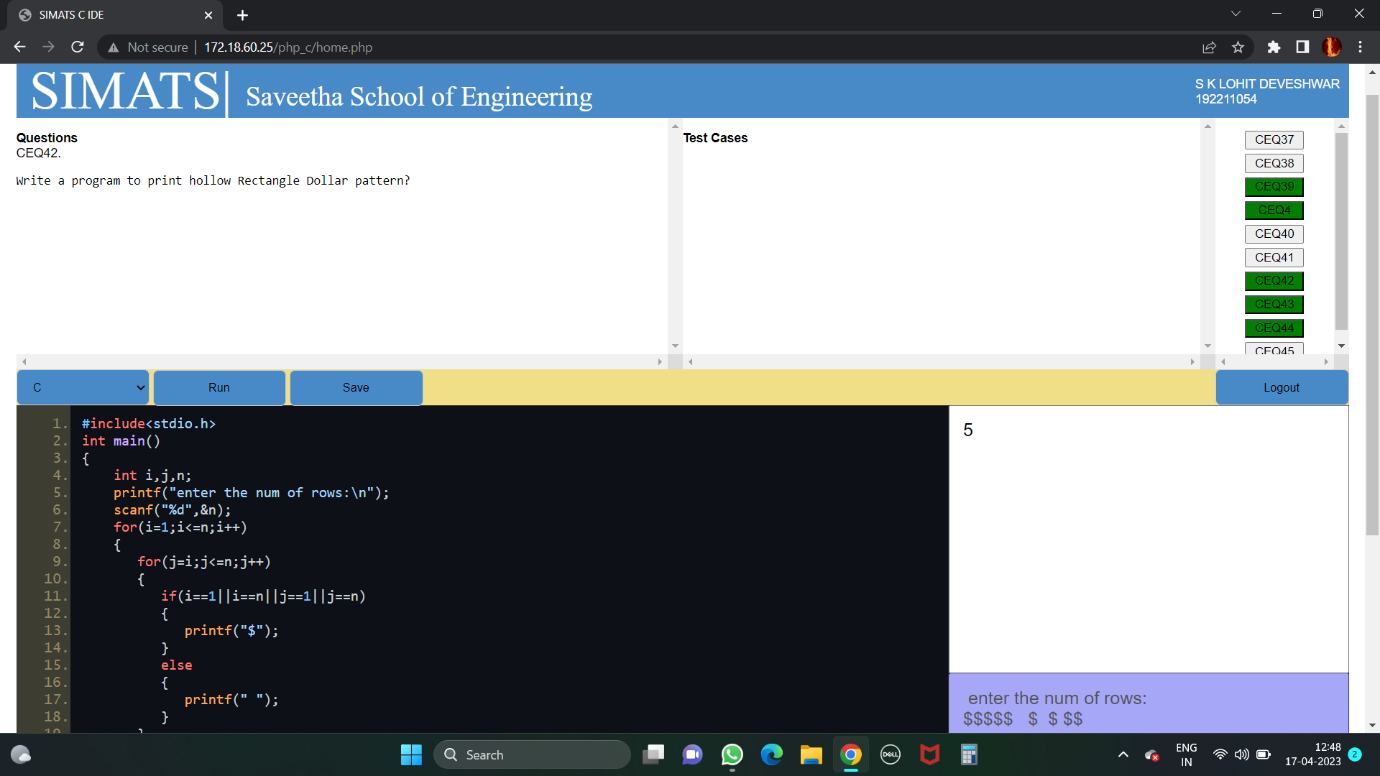 SIMATS C IDE
Not secure | 172.18.60.25/php_c/home.php
SIMATS| Saveetha School of Engineering
S K LOHIT DEVESHWAR
192211054
Questions
CEQ42.
Write a program to print hollow Rectangle Dollar pattern?
Test Cases
CEQ37
CEQ38
CEQ39
CEQ4
CEQ40
CEQ41
CEQ42
CEQ43
CEQ44
CEQ45
C
Run
Save
Logout
1. #include<stdio.h>
2. int main()
3. {
4. int i,j,n;
5. printf("enter the num of rows:\n");
6. scanf("%d",&n);
7. for(i=1;i<=n;i++)
8. {
9. for(j=i;j<=n;j++)
10. {
11. if(i==1||i==n||j==1||j==n)
12. {
13. printf("$");
14. }
15. else
16. {
17. printf(" ");
18. }
19. }
5
enter the num of rows:
$$$$$ $ $ $$
Search
DELL
ENG
IN
12:48
17-04-2023
2